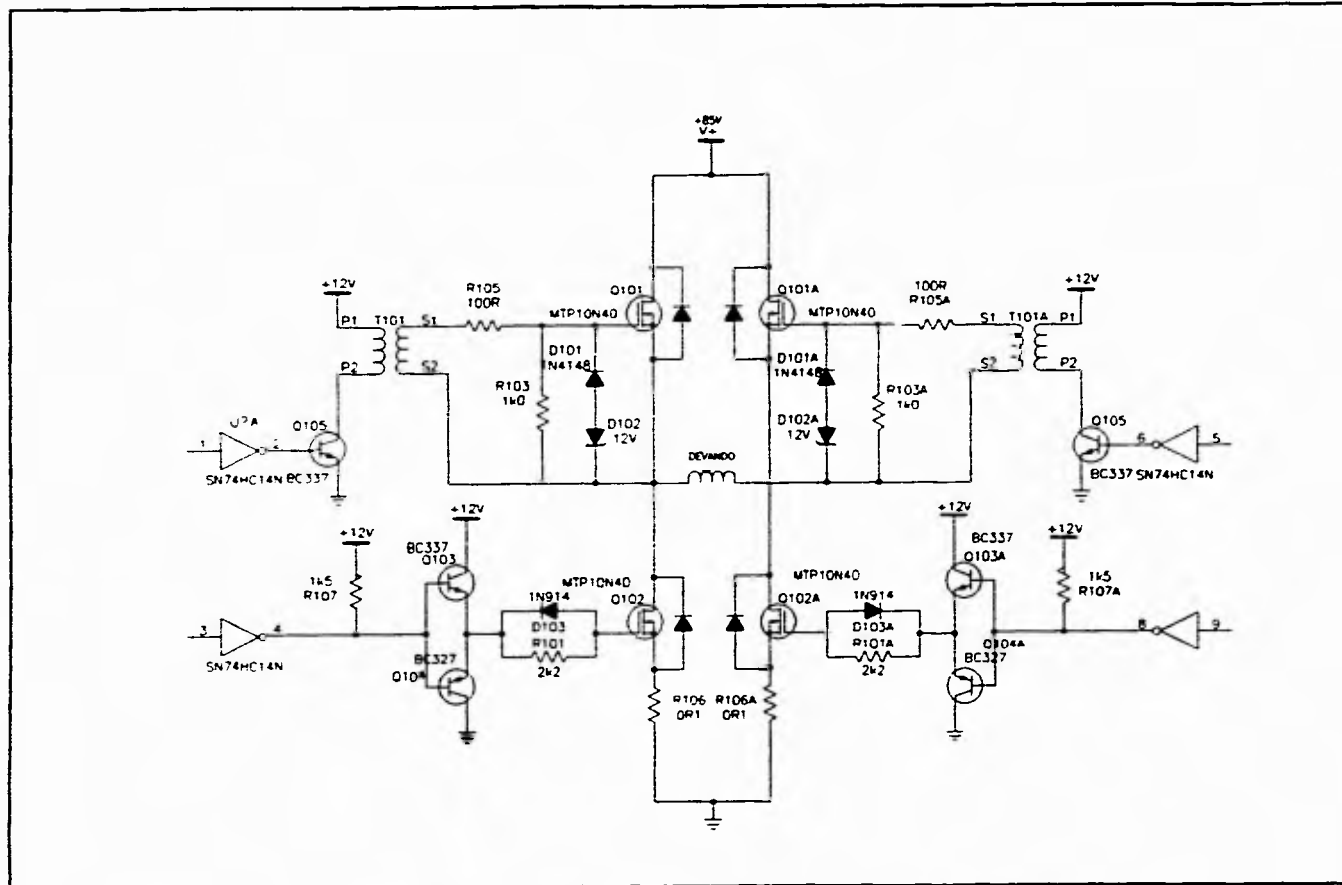 +85V
V+
+12V
P1
T101
S1
P2
S2
R105
100R
Q101
MTP10N40
D101
1N4148
R103
1k0
D102
12V
Q101A
MTP10N40
D101A
1N4148
R103A
1k0
D102A
12V
100R
R105A
+12V
S1
T101A
P1
S2
P2
1
2
Q105
SN74HC14N
BC337
DEVANDO
Q105
6
5
BC337
SN74HC14N
+12V
+12V
BC337
Q103
1k5
R107
3
4
SN74HC14N
BC327
MTP10N40
1N914
Q102
D103
R101
2k2
R106
0R1
R106A
0R1
MTP10N40
Q102A
1N914
D103A
R101A
2k2
+12V
BC337
Q103A
+12V
1k5
R107A
Q104A
BC327
8
9